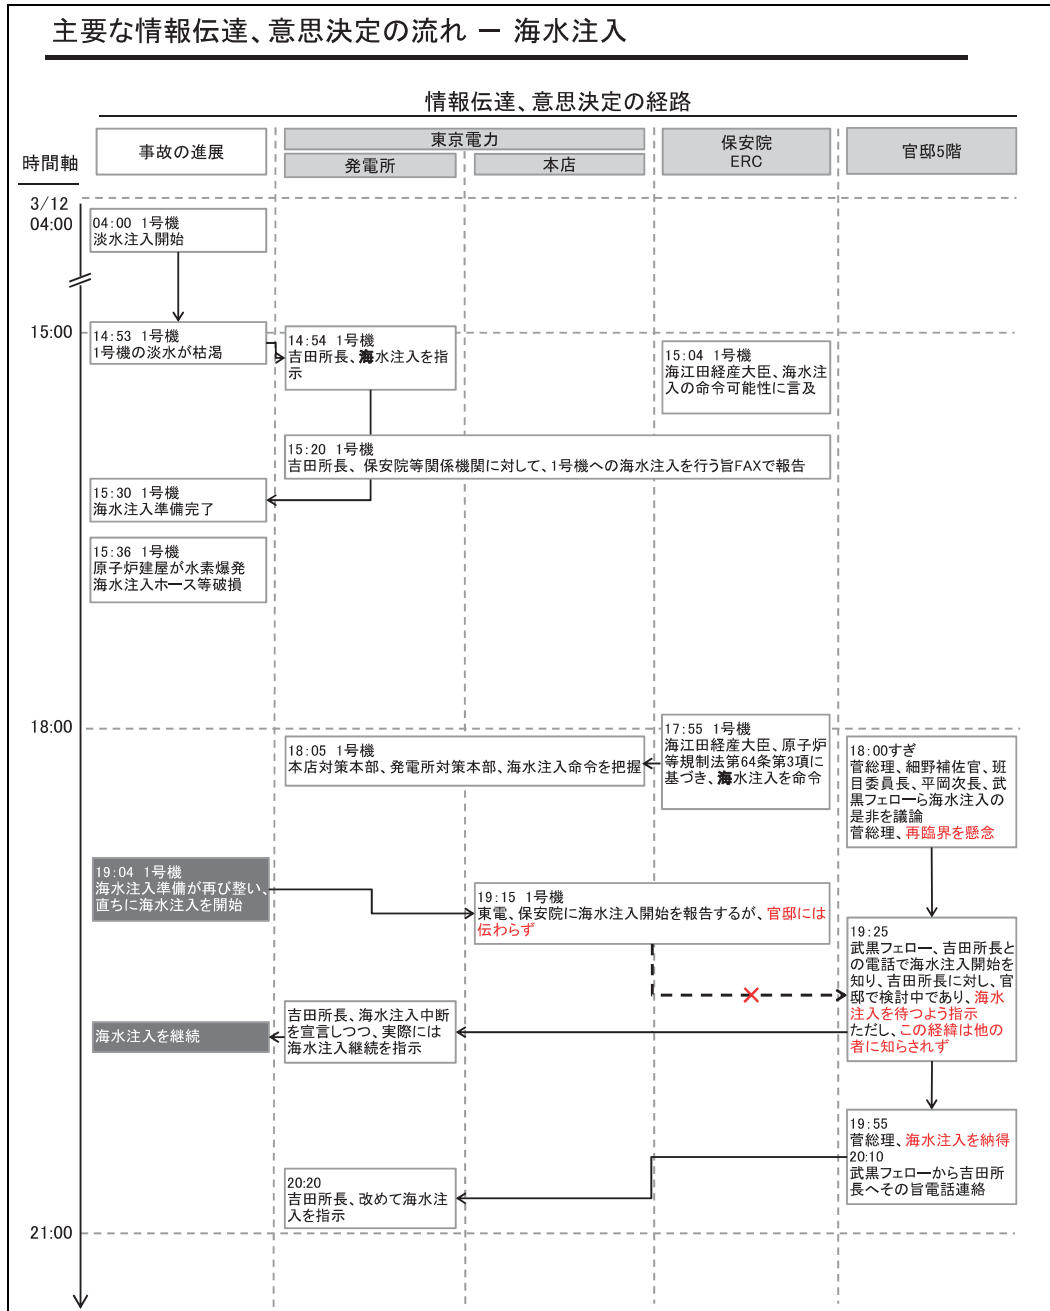 主要な情報伝達、意思決定の流れ － 海水注入
情報伝達、意思決定の経路
時間軸
事故の進展
東京電力
発電所
本店
保安院
ERC
官邸5階
3/12
04:00
04:00 1号機
淡水注入開始
15:00
14:53 1号機
1号機の淡水が枯渇
14:54 1号機
吉田所長、海水注入を指
示
15:04 1号機
海江田経産大臣、海水注
入の命令可能性に言及
15:20 1号機
吉田所長、保安院等関係機関に対して、1号機への海水注入を行う旨FAXで報告
15:30 1号機
海水注入準備完了
15:36 1号機
原子炉建屋が水素爆発
海水注入ホース等破損
18:00
17:55 1号機
海江田経産大臣、原子炉
等規制法第64条第3項に
基づき、海水注入を命令
18:05 1号機
本店対策本部、発電所対策本部、海水注入命令を把握
18:00すぎ
菅総理、細野補佐官、班
目委員長、平岡次長、武
黒フェローら海水注入の
是非を議論
菅総理、再臨界を懸念
19:04 1号機
海水注入準備が再び整い、
直ちに海水注入を開始
19:15 1号機
東電、保安院に海水注入開始を報告するが、官邸には
伝わらず
19:25
武黒フェロー、吉田所長と
の電話で海水注入開始を
知り、吉田所長に対し、官
邸で検討中であり、海水
注入を待つよう指示
ただし、この経緯は他の
者に知らされず
吉田所長、海水注入中断
を宣言しつつ、実際には
海水注入継続を指示
海水注入を継続
19:55
菅総理、海水注入を納得
20:10
武黒フェローから吉田所
長へその旨電話連絡
20:20
吉田所長、改めて海水注
入を指示
21:00